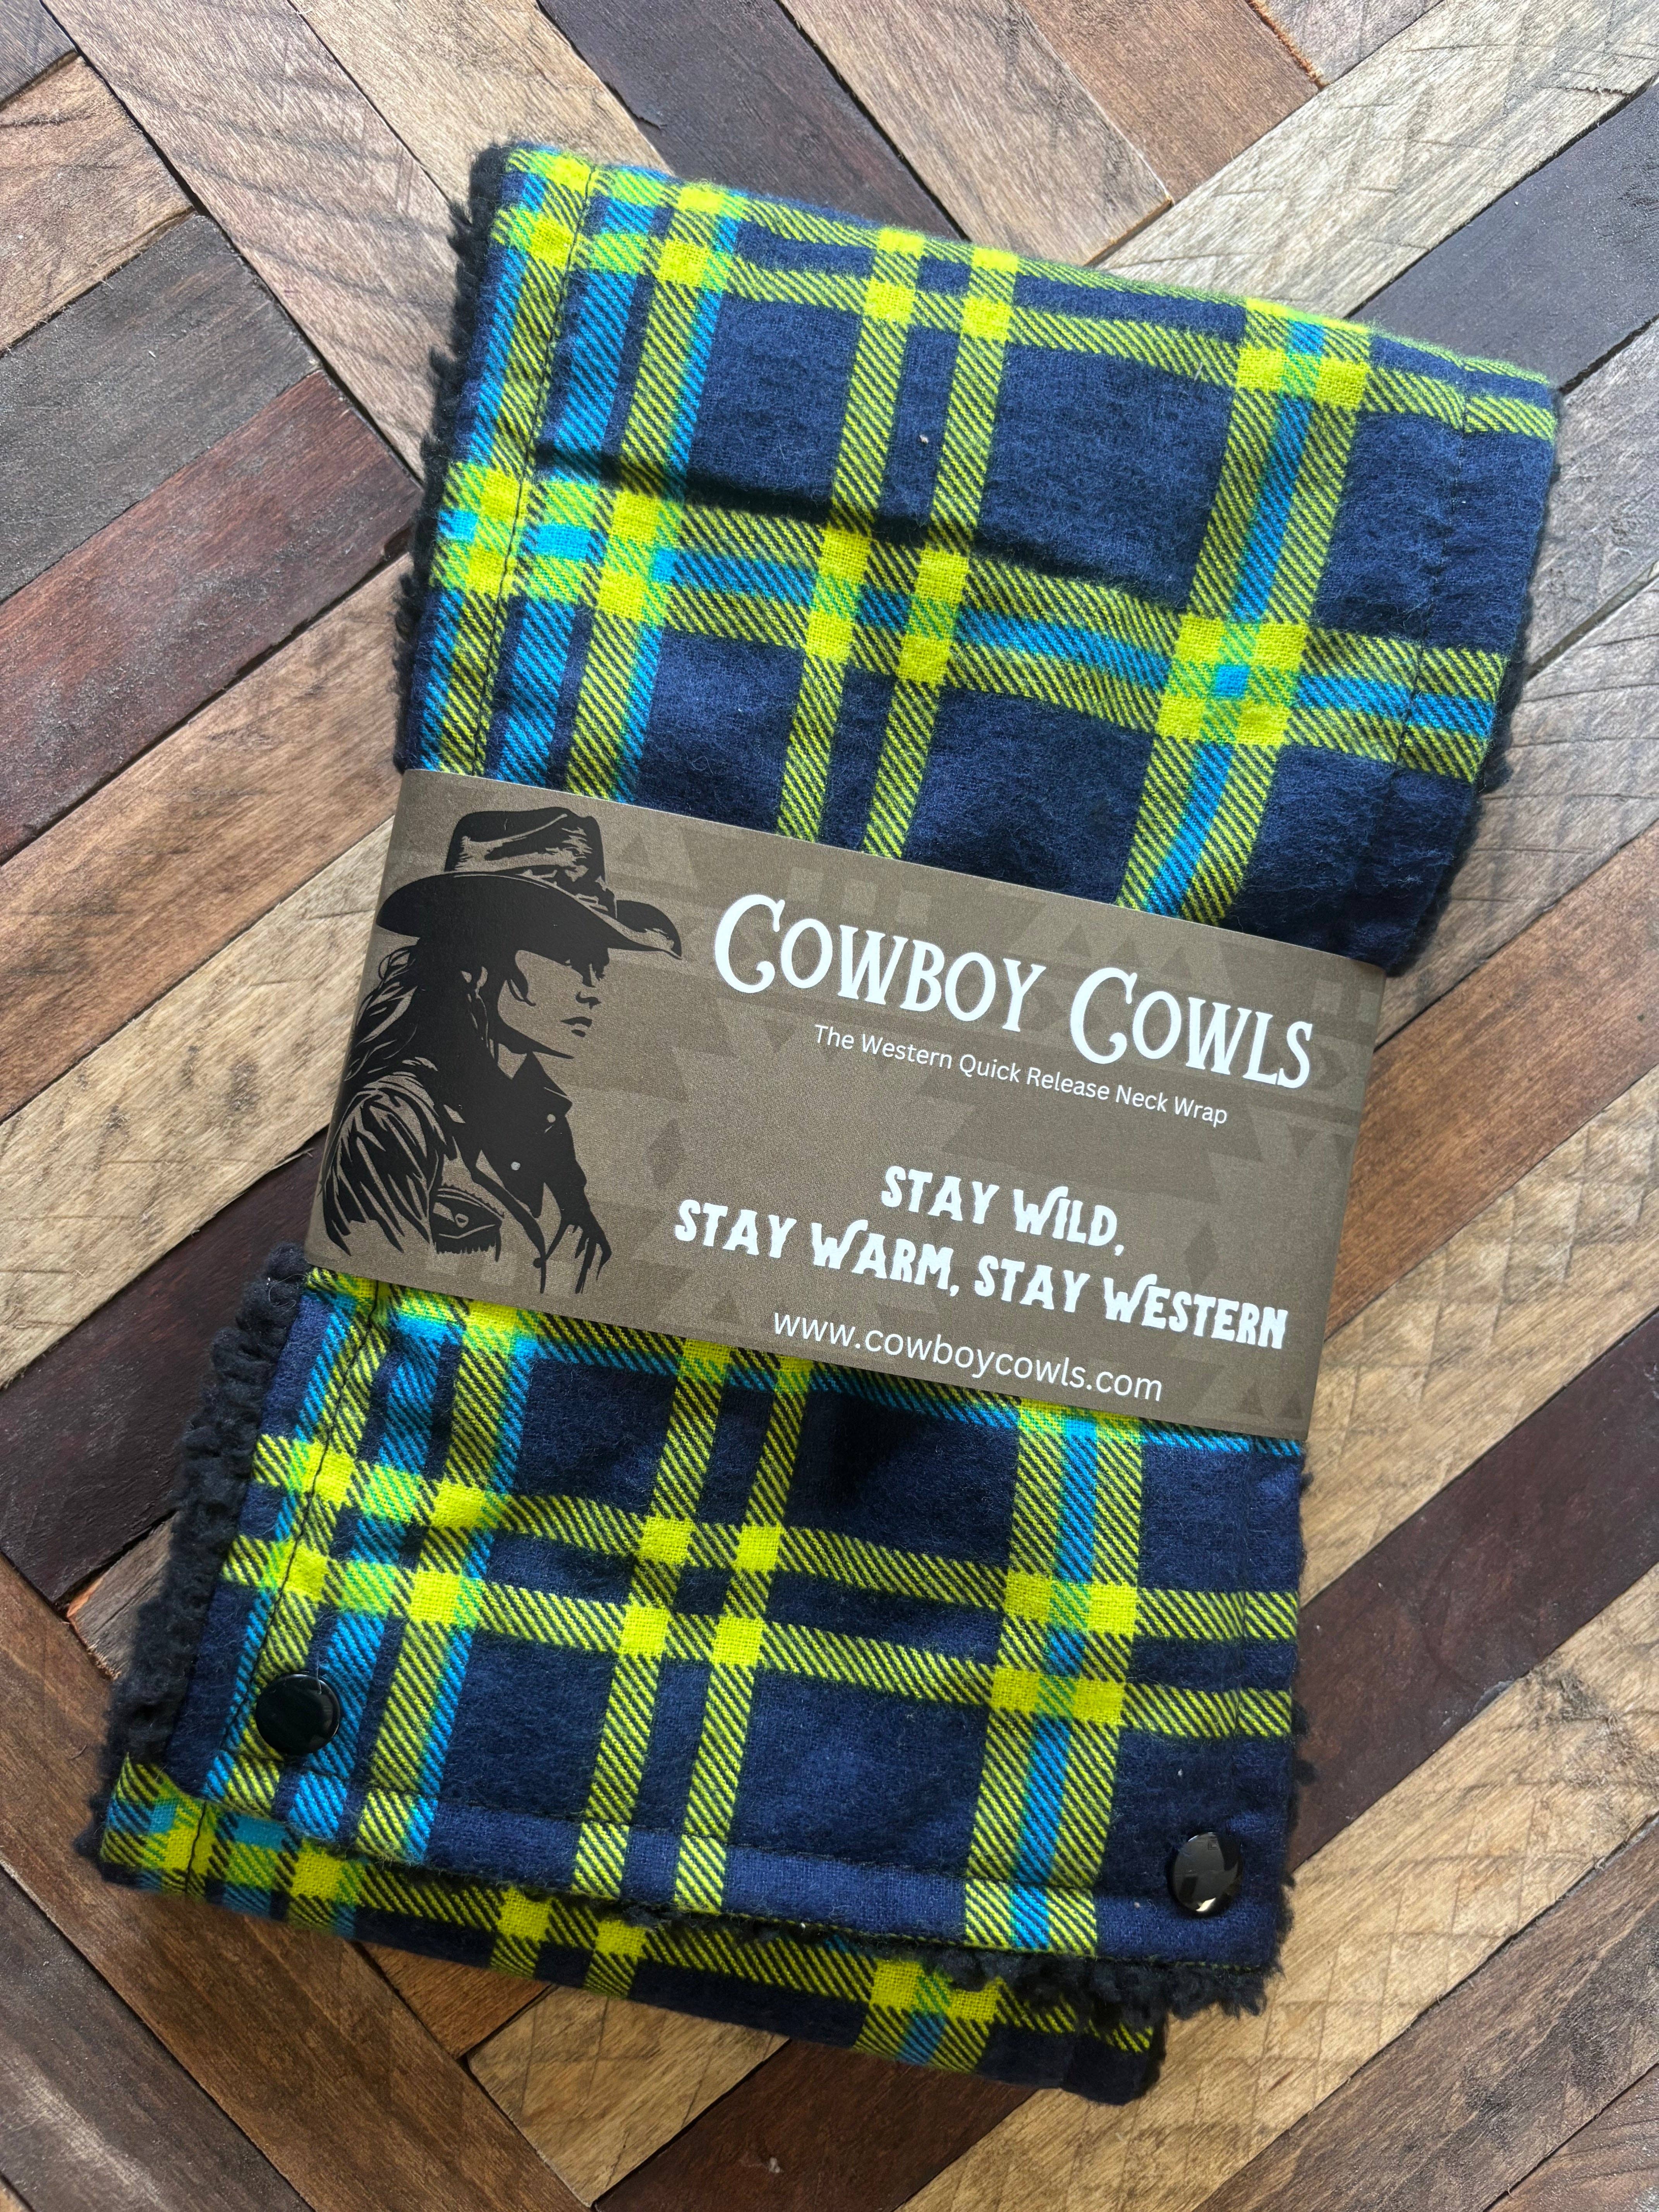 COWBOY COWLS
The Western Quick Release Neck Wrap
STAY WILD,
STAY WARM, STAY WESTERN
www.cowboycowls.com